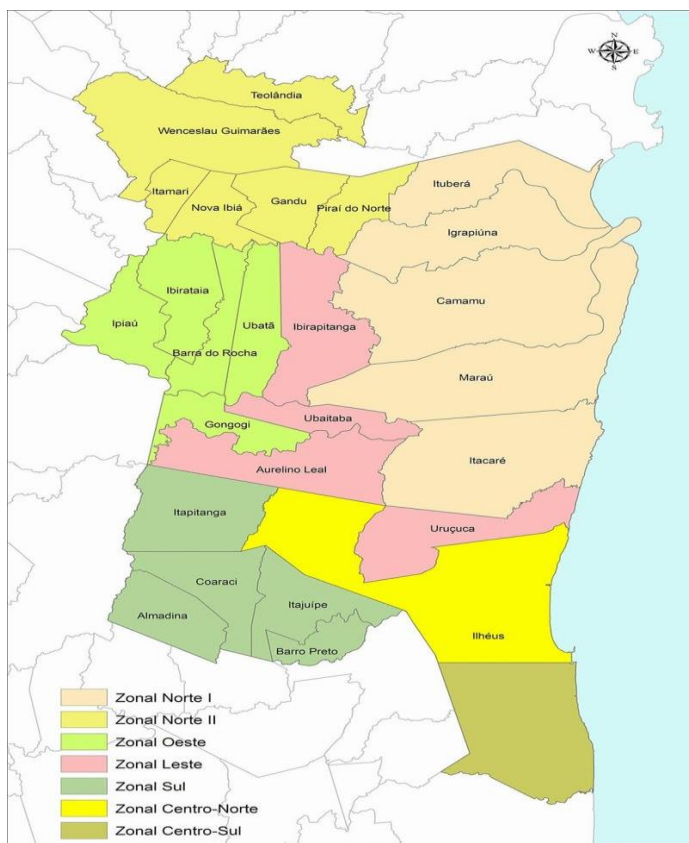 N
W E
S
Teolândia
Wenceslau Guimarães
Itamari
Nova Ibiá
Gandu
Piraí do Norte
Ituberá
Igrapiúna
Ibirataia
Ipiaú
Ubatã
Barra do Rocha
Ibirapitanga
Camamu
Maraú
Ubaitaba
Gongogi
Aurelino Leal
Itacaré
Itapitanga
Uruçuca
Coaraci
Almadina
Itajuípe
Barro Preto
Ilhéus
Zonal Norte I
Zonal Norte II
Zonal Oeste
Zonal Leste
Zonal Sul
Zonal Centro-Norte
Zonal Centro-Sul